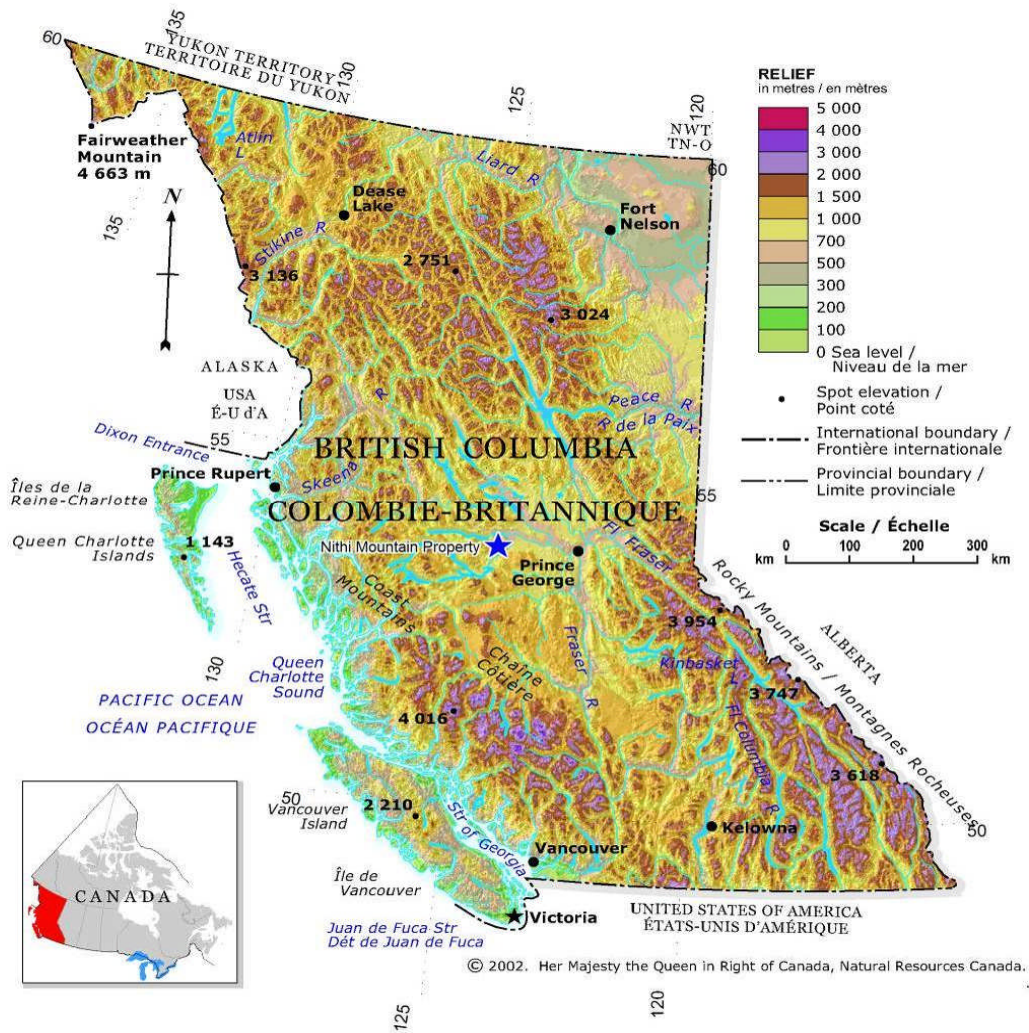 60
135
YUKON TERRITORY
TERRITOIRE DU YUKON
130
125
120
NWT
TN-O
60
RELIEF
in metres / en mètres
5 000
4 000
3 000
2 000
1 500
1 000
700
500
300
200
100
0 Sea level /
Niveau de la mer
Spot elevation /
Point coté
International boundary /
Frontière internationale
Provincial boundary /
Limite provinciale
Scale / Échelle
km 0 100 200 300 km
Fairweather
Mountain
4 663 m
Atlin
L
Liard R
Dease
Lake
Fort
Nelson
135
N
Stikine R
3 136
2 751
3 024
ALASKA
USA
É-U d'A
R
Peace R
R de la Paix
Dixon Entrance
55
BRITISH COLUMBIA
Prince Rupert
Skeena
Îles de la
Reine-Charlotte
COLOMBIE-BRITANNIQUE
55
Queen Charlotte
Islands
1 143
Nithi Mountain Property
Prince
George
Fl Fraser
Hecate Str
Coast
Mountains
Rocky Mountains / Montagnes Rocheuses
3 954
ALBERTA
130
Queen
Charlotte
Sound
Chaîne
Côtière
Fraser
R
Kinbasket
L
3 747
PACIFIC OCEAN
OCÉAN PACIFIQUE
4 016
Fl Columbia R
3 618
50
2 210
Vancouver
Island
Str of Georgia
Kelowna
50
Vancouver
Île de
Vancouver
CANADA
Victoria
UNITED STATES OF AMERICA
ÉTATS-UNIS D'AMÉRIQUE
Juan de Fuca Str
Dét de Juan de Fuca
© 2002. Her Majesty the Queen in Right of Canada, Natural Resources Canada.
125
120